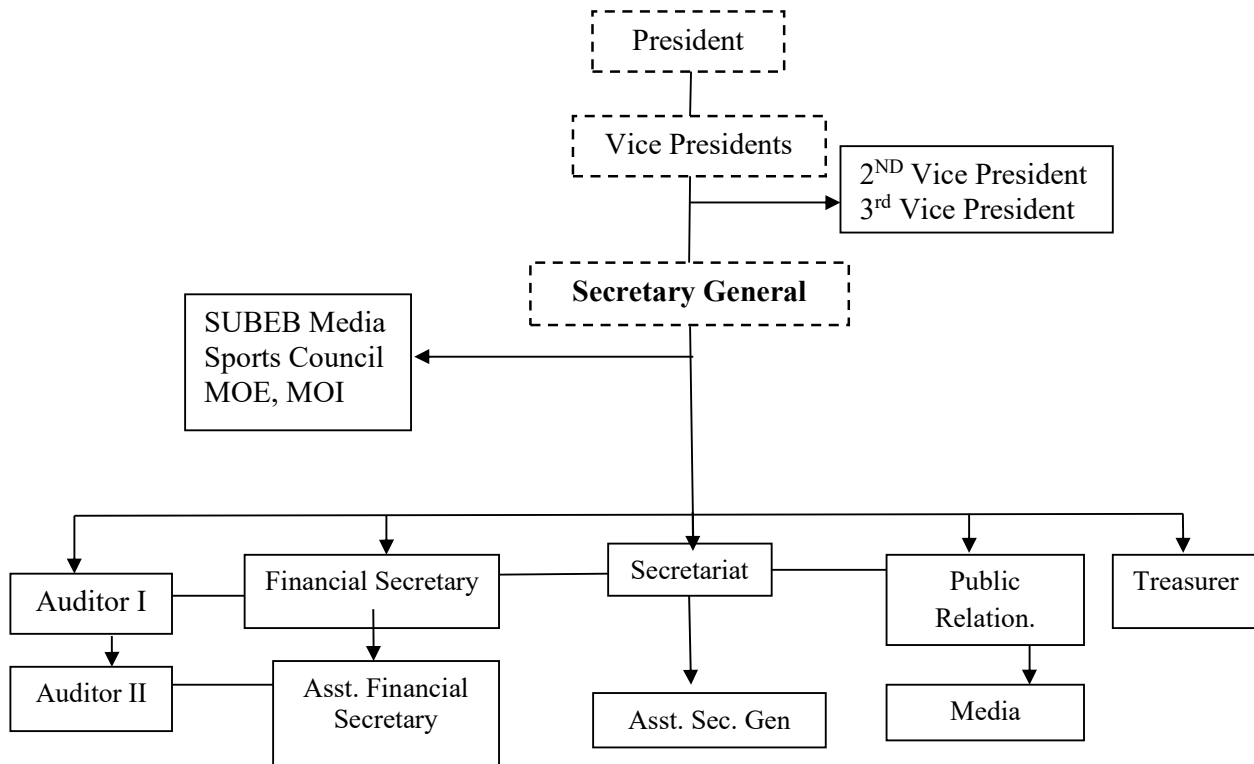 President
Vice Presidents
2ND Vice President
3rd Vice President
Secretary General
SUBEB Media
Sports Council
MOE, MOI
Auditor I
Financial Secretary
Secretariat
Public
Relation.
Treasurer
Auditor II
Asst. Financial
Secretary
Asst. Sec. Gen
Media